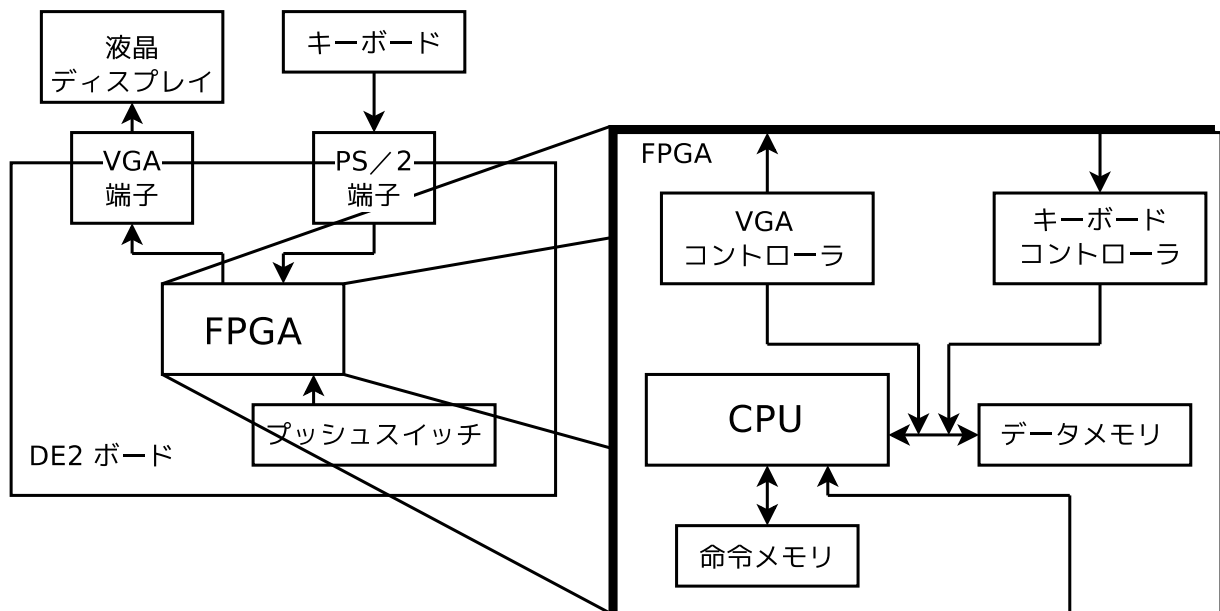 液晶
ディスプレイ
キーボード
VGA
端子
PS／2
端子
FPGA
プッシュスイッチ
DE2 ボード
FPGA
VGA
コントローラ
キーボード
コントローラ
CPU
データメモリ
命令メモリ